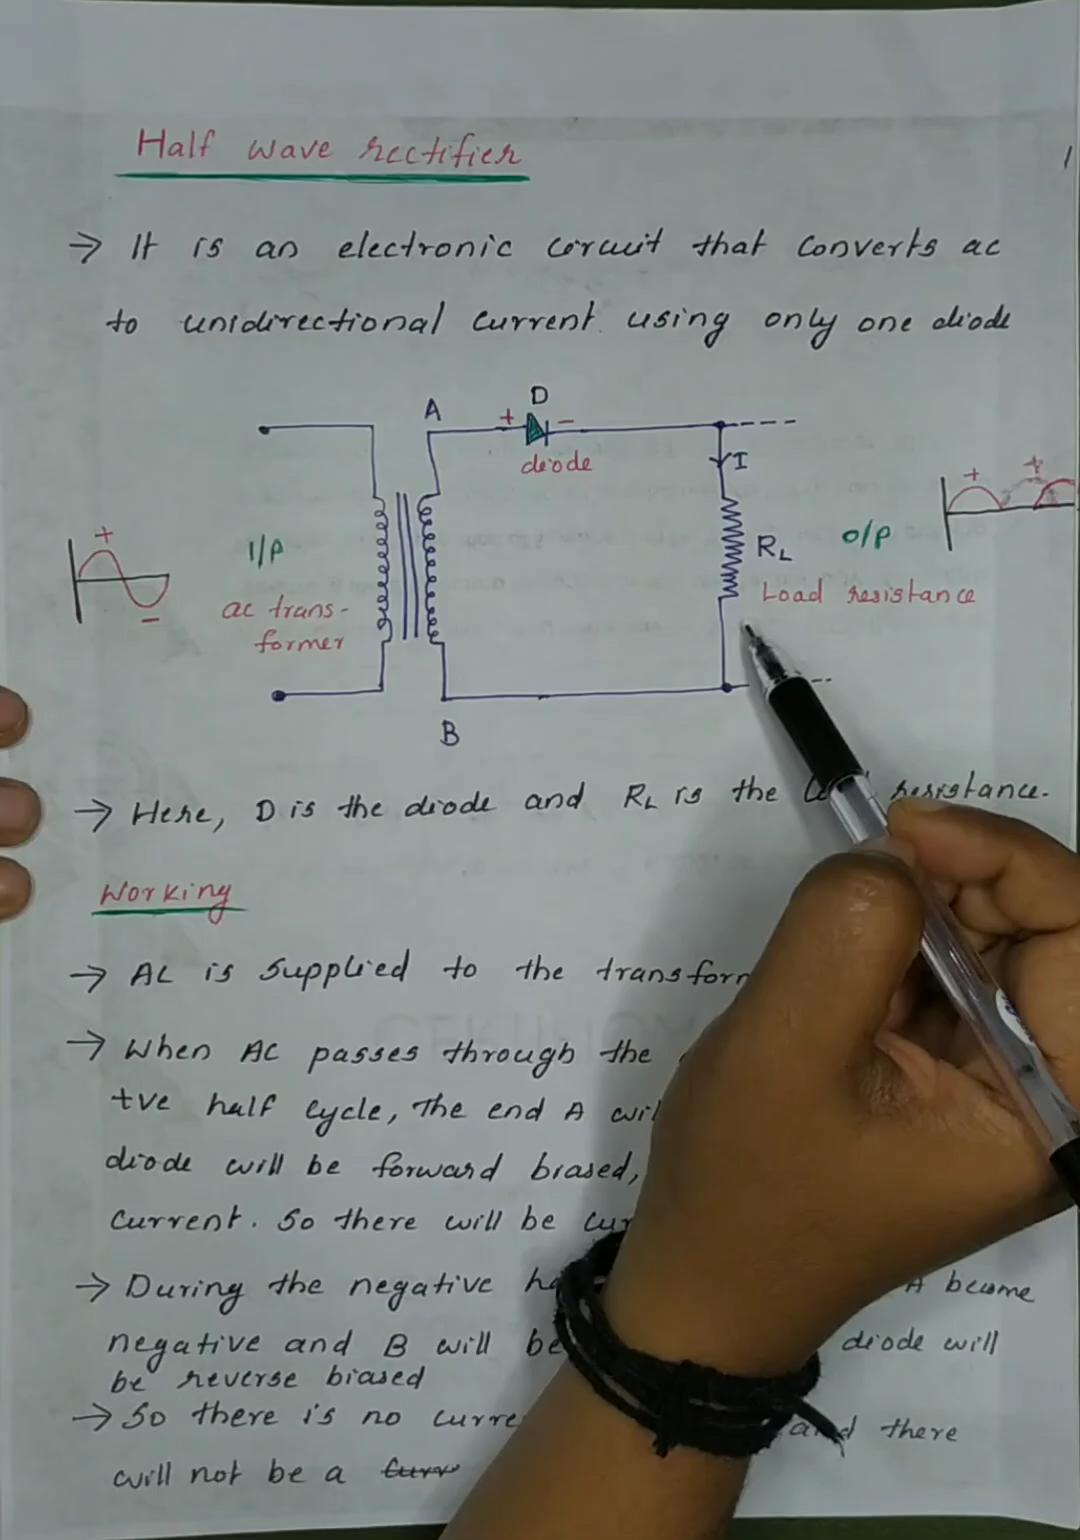 Half wave rectifier
1
→ It is an electronic circuit that converts ac
to unidirectional current using only one diode
D
A
+ -
diode
I
+ +
+
I/P
o/p
RL
ac trans-
former
Load resistance
-
B
→ Here, D is the diode and RL is the resistance.
Working
→ AC is supplied to the
→ When AC passes through the
+ve half cycle, The end A
diode will be forward biased,
current. So there will be
→ During the negative A become
negative and B will diode will
be reverse biased
→ So there is no and there
will not be a